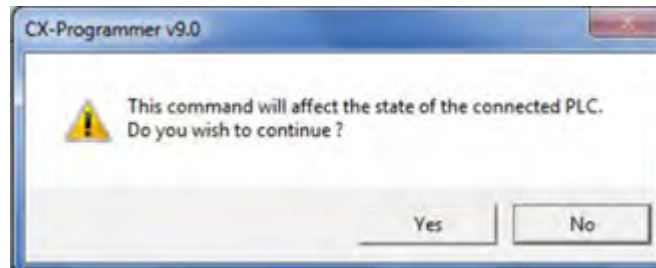 CX-Programmer v9.0
This command will affect the state of the connected PLC.
Do you wish to continue ?
Yes
No